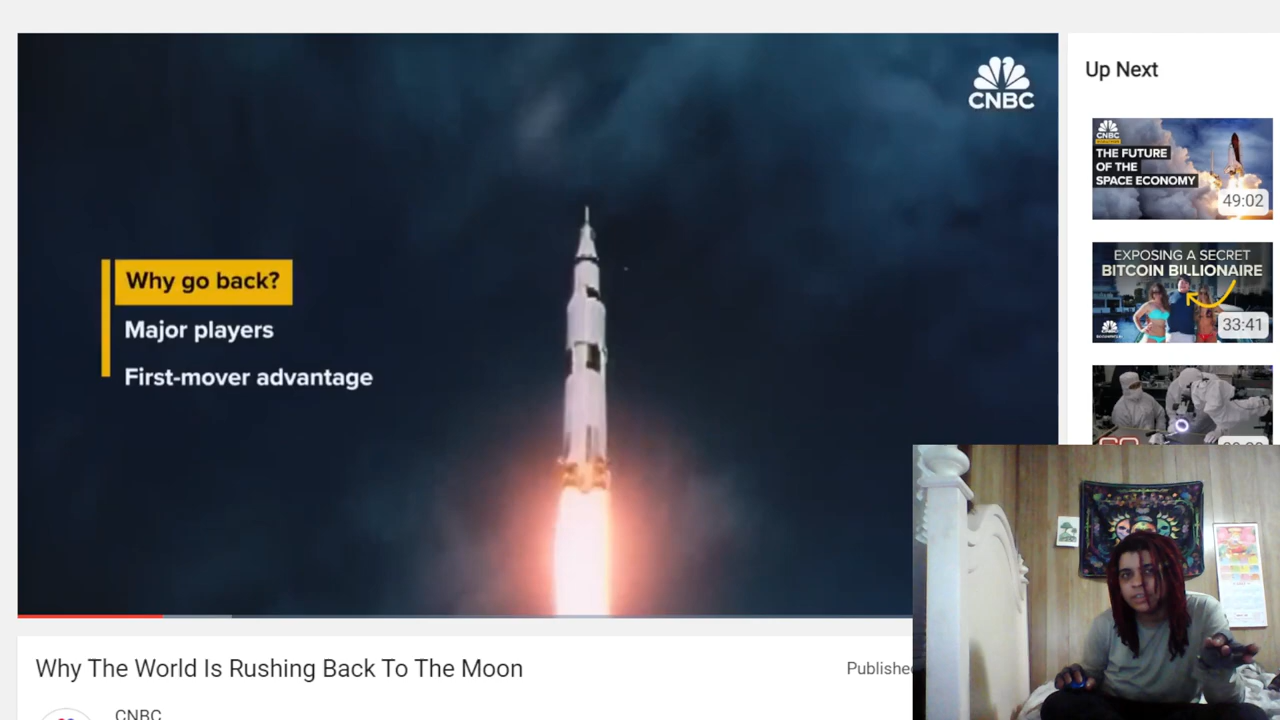 CNBC
Why go back?
Major players
First-mover advantage
Up Next
CNBC
THE FUTURE
OF THE
SPACE ECONOMY
49:02
EXPOSING A SECRET
BITCOIN BILLIONAIRE
33:41
Why The World Is Rushing Back To The Moon
Published
CNBC